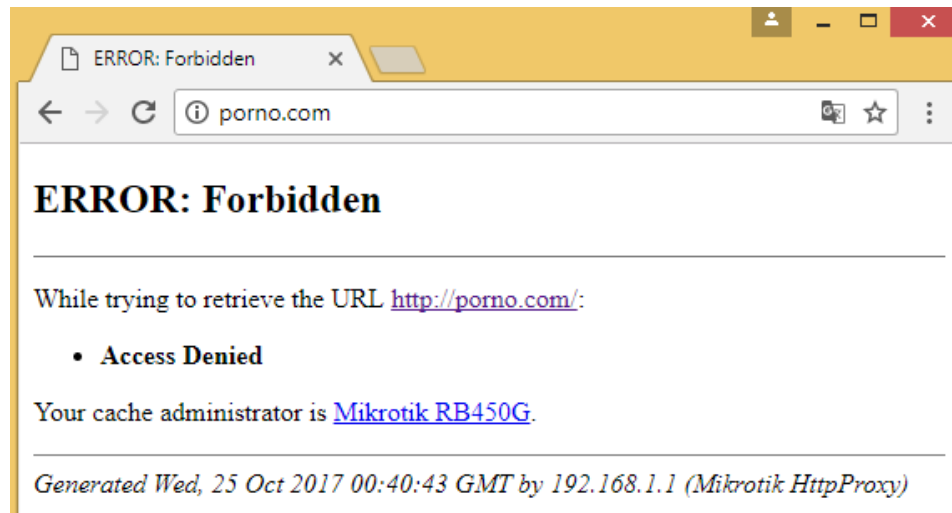 ERROR: Forbidden
porno.com
ERROR: Forbidden
While trying to retrieve the URL http://porno.com/:
• Access Denied
Your cache administrator is Mikrotik RB450G.
Generated Wed, 25 Oct 2017 00:40:43 GMT by 192.168.1.1 (Mikrotik HttpProxy)